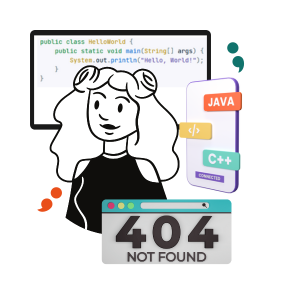 public class HelloWorld {
public static void main(String[] args) {
System.out.println("Hello, World!");
}
}
JAVA
</>
C++
CONNECTED
404
NOT FOUND